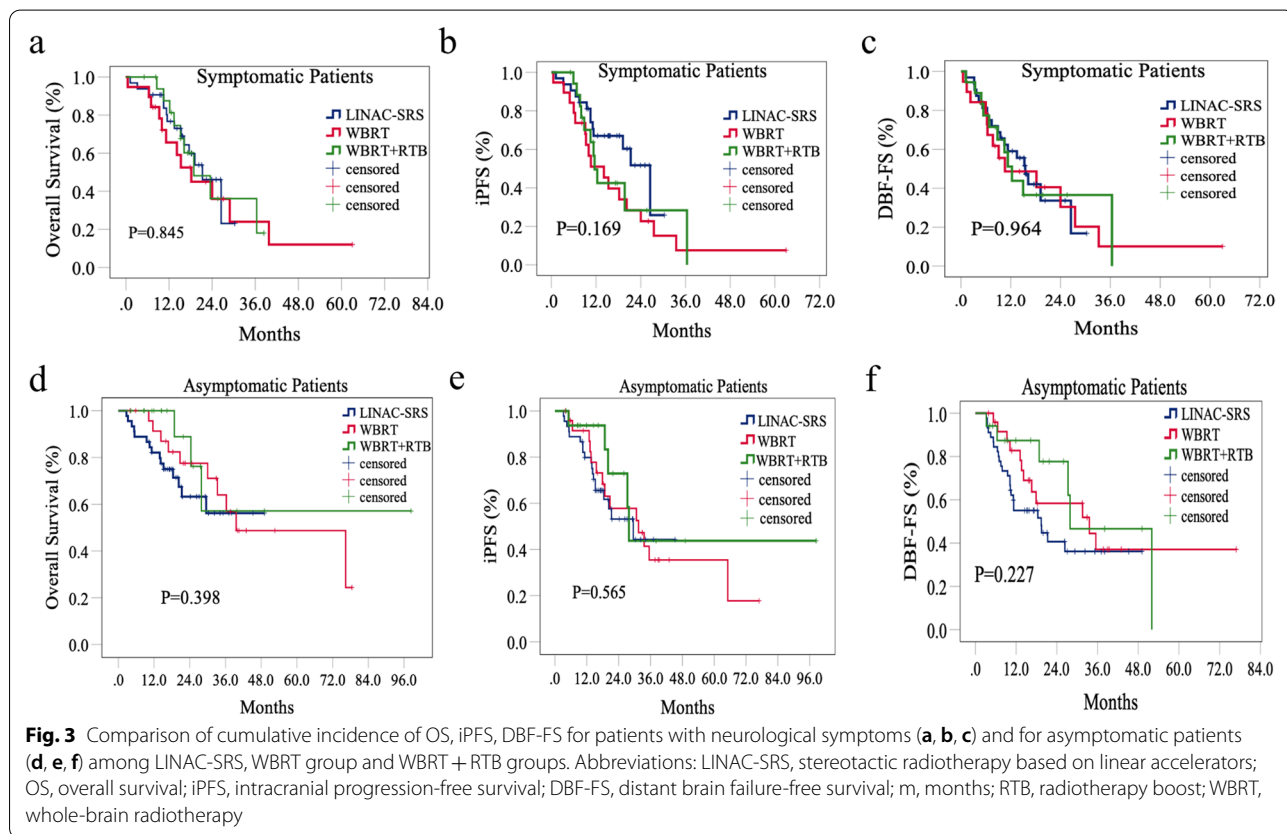 a
Overall Survival (%)
1.0
0.8
0.6
0.4
0.2
0.0
Symptomatic Patients
LINAC-SRS
WBRT
WBRT+RTB
censored
censored
censored
P=0.845
.0 12.0 24.0 36.0 48.0 60.0 72.0 84.0
Months
b
iPFS (%)
1.0
0.8
0.6
0.4
0.2
0.0
Symptomatic Patients
LINAC-SRS
WBRT
WBRT+RTB
censored
censored
censored
P=0.169
.0 12.0 24.0 36.0 48.0 60.0 72.0
Months
c
DBF-FS (%)
1.0
0.8
0.6
0.4
0.2
0.0
Symptomatic Patients
LINAC-SRS
WBRT
WBRT+RTB
censored
censored
censored
P=0.964
.0 12.0 24.0 36.0 48.0 60.0 72.0
Months
d
Overall Survival (%)
1.0
0.8
0.6
0.4
0.2
0.0
Asymptomatic Patients
LINAC-SRS
WBRT
WBRT+RTB
censored
censored
censored
P=0.398
.0 12.0 24.0 36.0 48.0 60.0 72.0 84.0 96.0
Months
e
iPFS (%)
1.0
0.8
0.6
0.4
0.2
0.0
Asymptomatic Patients
LINAC-SRS
WBRT
WBRT+RTB
censored
censored
censored
P=0.565
.0 12.0 24.0 36.0 48.0 60.0 72.0 84.0 96.0
Months
f
DBF-FS (%)
1.0
0.8
0.6
0.4
0.2
0.0
Asymptomatic Patients
LINAC-SRS
WBRT
WBRT+RTB
censored
censored
censored
P=0.227
.0 12.0 24.0 36.0 48.0 60.0 72.0 84.0
Months
Fig. 3 Comparison of cumulative incidence of OS, iPFS, DBF-FS for patients with neurological symptoms (a, b, c) and for asymptomatic patients
(d, e, f) among LINAC-SRS, WBRT group and WBRT + RTB groups. Abbreviations: LINAC-SRS, stereotactic radiotherapy based on linear accelerators;
OS, overall survival; iPFS, intracranial progression-free survival; DBF-FS, distant brain failure-free survival; m, months; RTB, radiotherapy boost; WBRT,
whole-brain radiotherapy